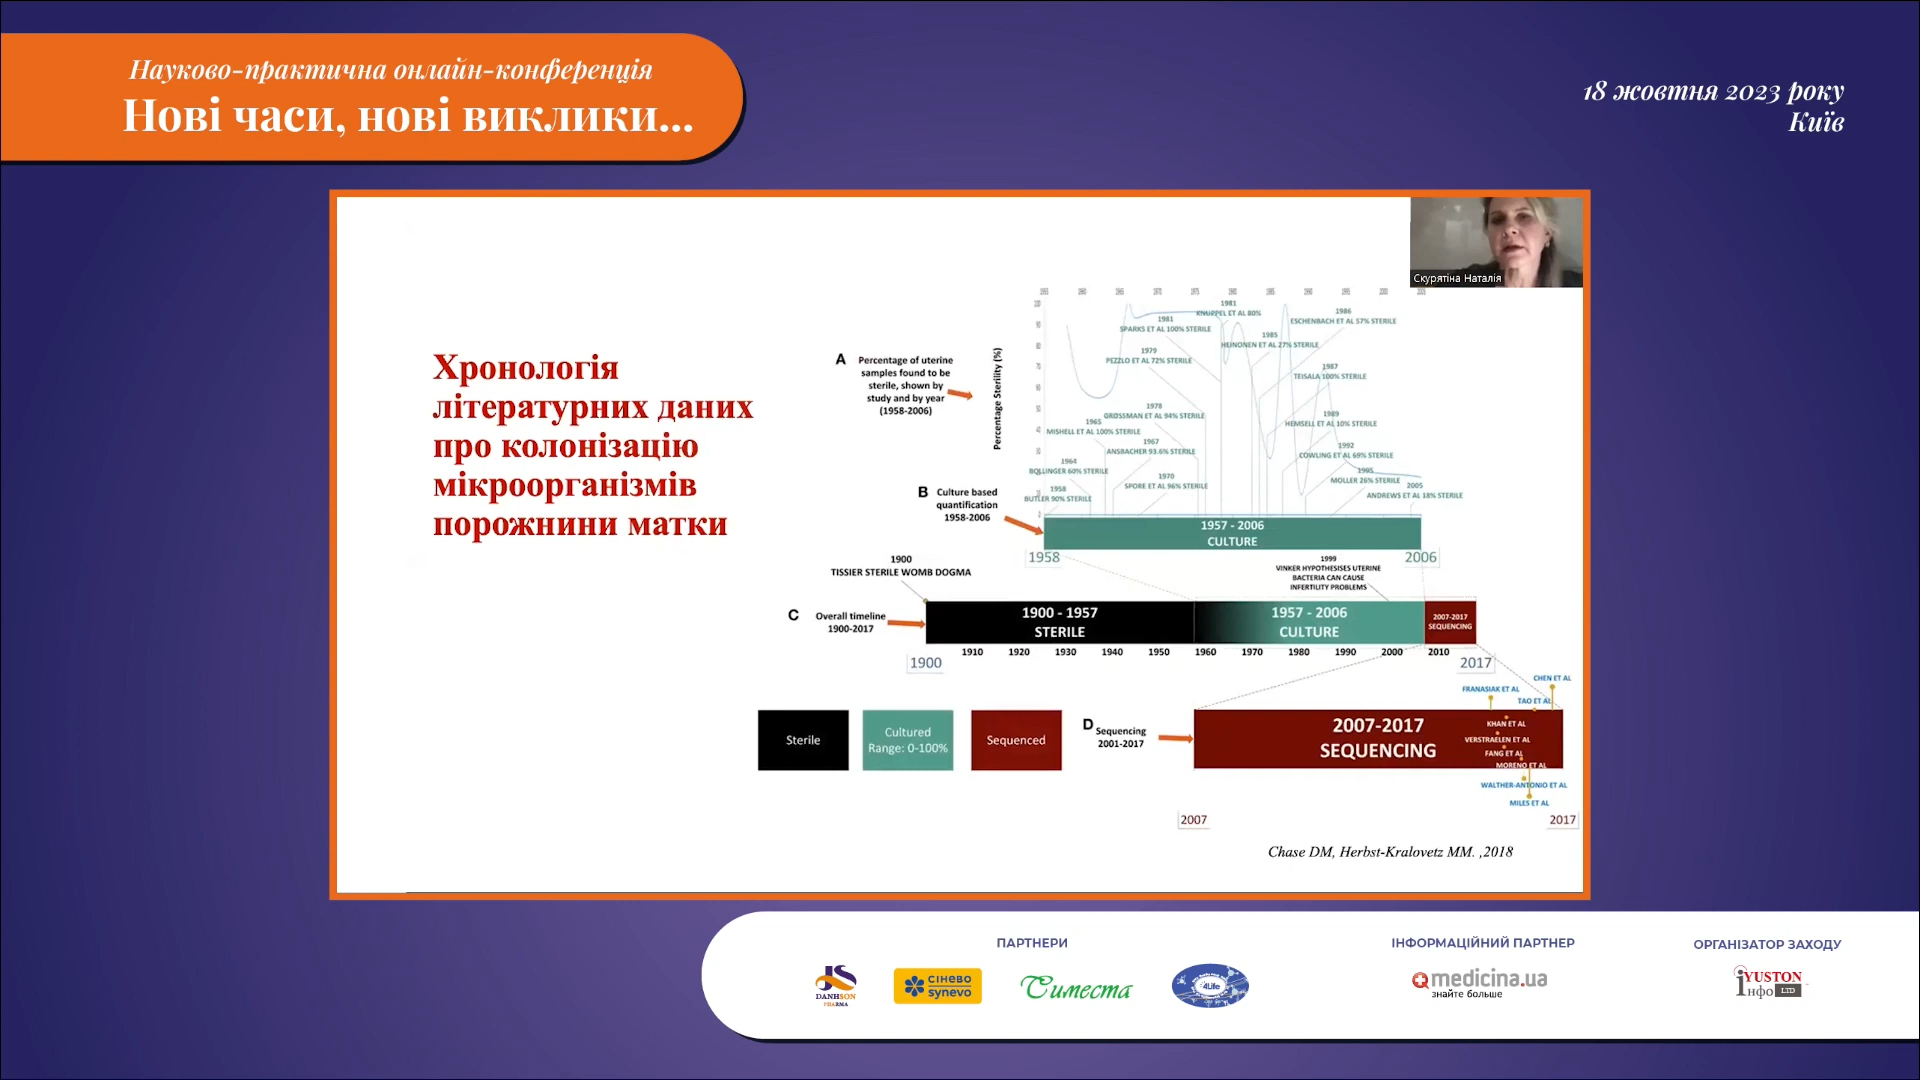 Науково-практична онлайн-конференція
Нові часи, нові виклики...
18 жовтня 2023 року
Київ
Скурятіна Наталія
Хронологія
літературних даних
про колонізацію
мікроорганізмів
порожнини матки
A Percentage of uterine
samples found to be
sterile, shown by
study and by year
(1958-2006)
Percentage Sterility (%)
1981
KNUPPEL ET AL 80%
1981
SPARKS ET AL 100% STERILE
1986
ESCHENBACH ET AL 57% STERILE
1985
HEINONEN ET AL 27% STERILE
1979
PEZZLO ET AL 72% STERILE
1987
TEISALA 100% STERILE
1978
GROSSMAN ET AL 94% STERILE
1965
MISHELL ET AL 100% STERILE
1989
HEMSELL ET AL 10% STERILE
1967
ANSBACHER 93.6% STERILE
1992
COWLING ET AL 69% STERILE
1964
BOLLINGER 60% STERILE
1970
SPORE ET AL 96% STERILE
1995
MOLLER 26% STERILE
1958
BUTLER 90% STERILE
2005
ANDREWS ET AL 18% STERILE
B Culture based
quantification
1958-2006
1957 - 2006
CULTURE
1958
2006
1900
TISSIER STERILE WOMB DOGMA
1999
VINKER HYPOTHESISES UTERINE
BACTERIA CAN CAUSE
INFERTILITY PROBLEMS
C Overall timeline
1900-2017
1900 - 1957
STERILE
1957 - 2006
CULTURE
2007-2017
SEQUENCING
1910 1920 1930 1940 1950 1960 1970 1980 1990 2000 2010
1900
2017
CHEN ET AL
FRANASIAK ET AL
TAO ET AL
Sterile
Cultured
Range: 0-100%
Sequenced
D Sequencing
2001-2017
2007-2017
SEQUENCING
KHAN ET AL
VERSTRAELEN ET AL
FANG ET AL
MORENO ET AL
WALTHER-ANTONIO ET AL
MILES ET AL
2007
2017
Chase DM, Herbst-Kralovetz MM. ,2018
ПАРТНЕРИ
ІНФОРМАЦІЙНИЙ ПАРТНЕР
ОРГАНІЗАТОР ЗАХОДУ
DANHSON
PHARMA
СІНЕВО
synevo
Симеста
4Life
medicina.ua
знайте больше
YUSTON
інфо LTD